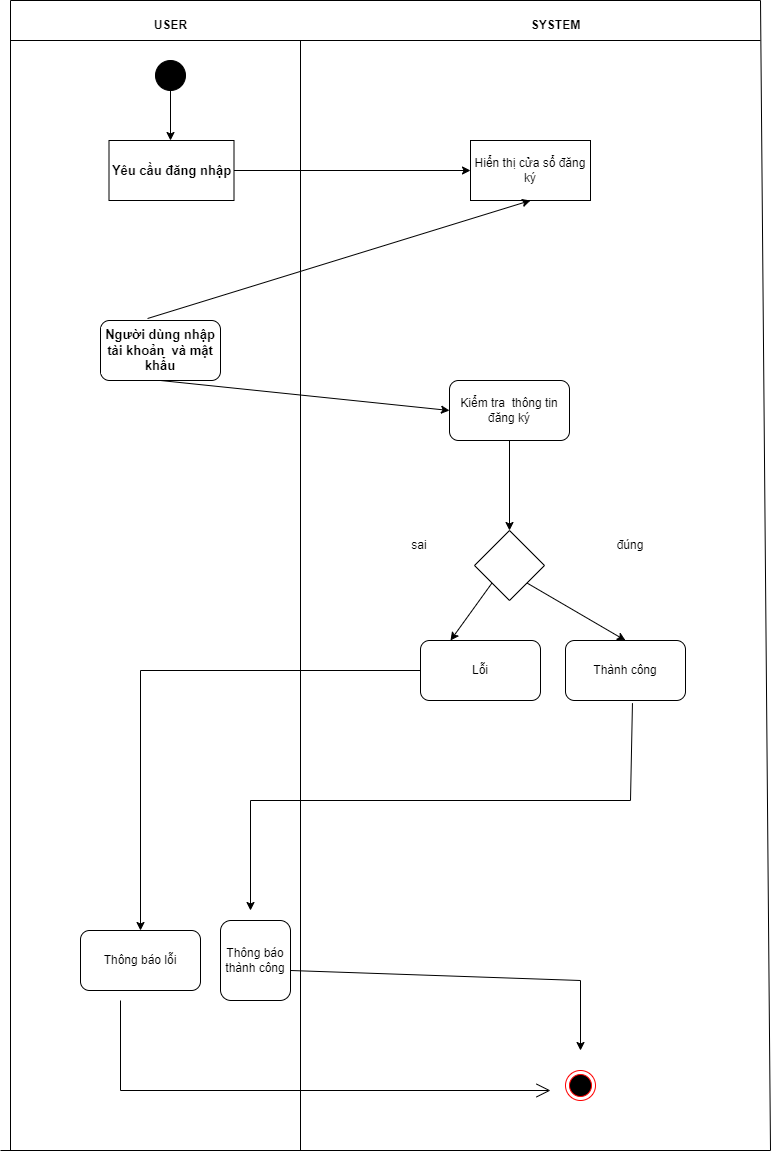 USER
SYSTEM
Yêu cầu đăng nhập
Hiển thị cửa sổ đăng
ký
Người dùng nhập
tài khoản và mật
khẩu
Kiểm tra thông tin
đăng ký
sai
đúng
Lỗi
Thành công
Thông báo lỗi
Thông báo
thành công